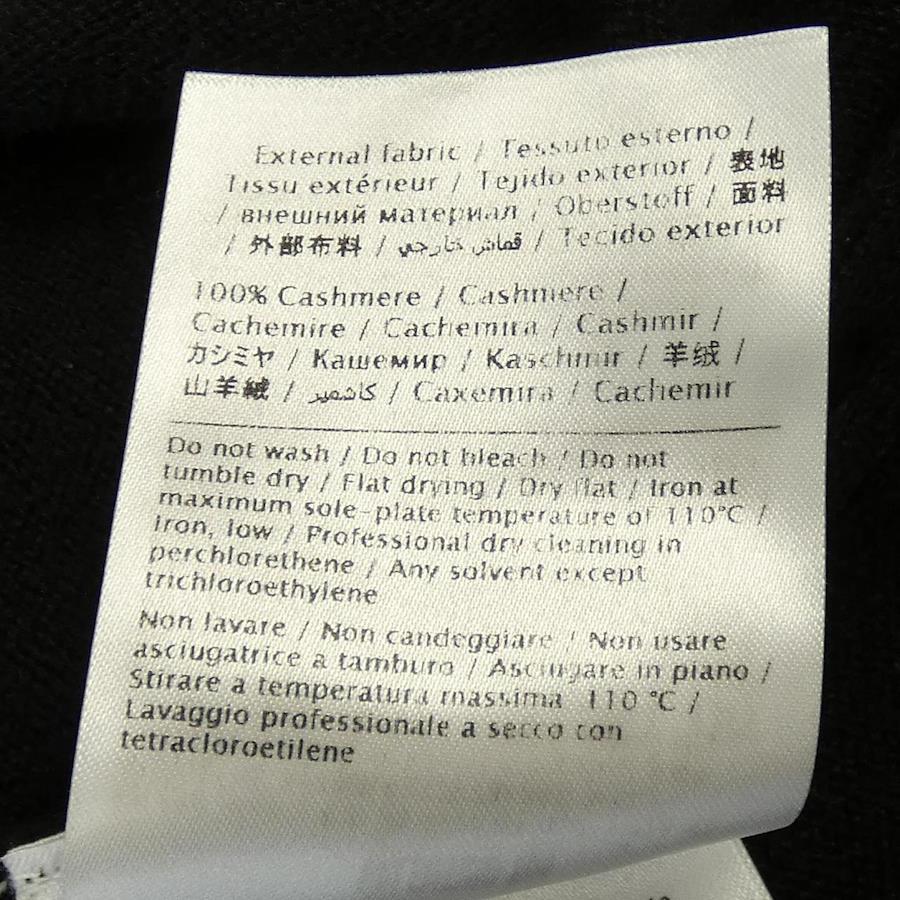 External fabric / Tessuto esterno /
Tissu extérieur / Tejido exterior / 表地
/ внешний материал / Oberstoff / 面料
/ 外部布料 / قماش خارجي / Tecido exterior
100% Cashmere / Cashmere /
Cachemire / Cachemira / Cashmir /
カシミヤ / Кашемир / Kaschmir / 羊绒 /
山羊絨 / كاشمير / Caxemira / Cachemir
Do not wash / Do not bleach / Do not
tumble dry / Flat drying / Dry flat / Iron at
maximum sole-plate temperature of 110°C /
Iron, low / Professional dry cleaning in
perchlorethene / Any solvent except
trichloroethylene
Non lavare / Non candeggiare / Non usare
asciugatrice a tamburo / Asciugare in piano /
Stirare a temperatura massima 110 °C /
Lavaggio professionale a secco con
tetracloroetilene